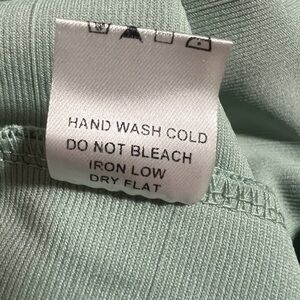 HAND WASH COLD
DO NOT BLEACH
IRON LOW
DRY FLAT